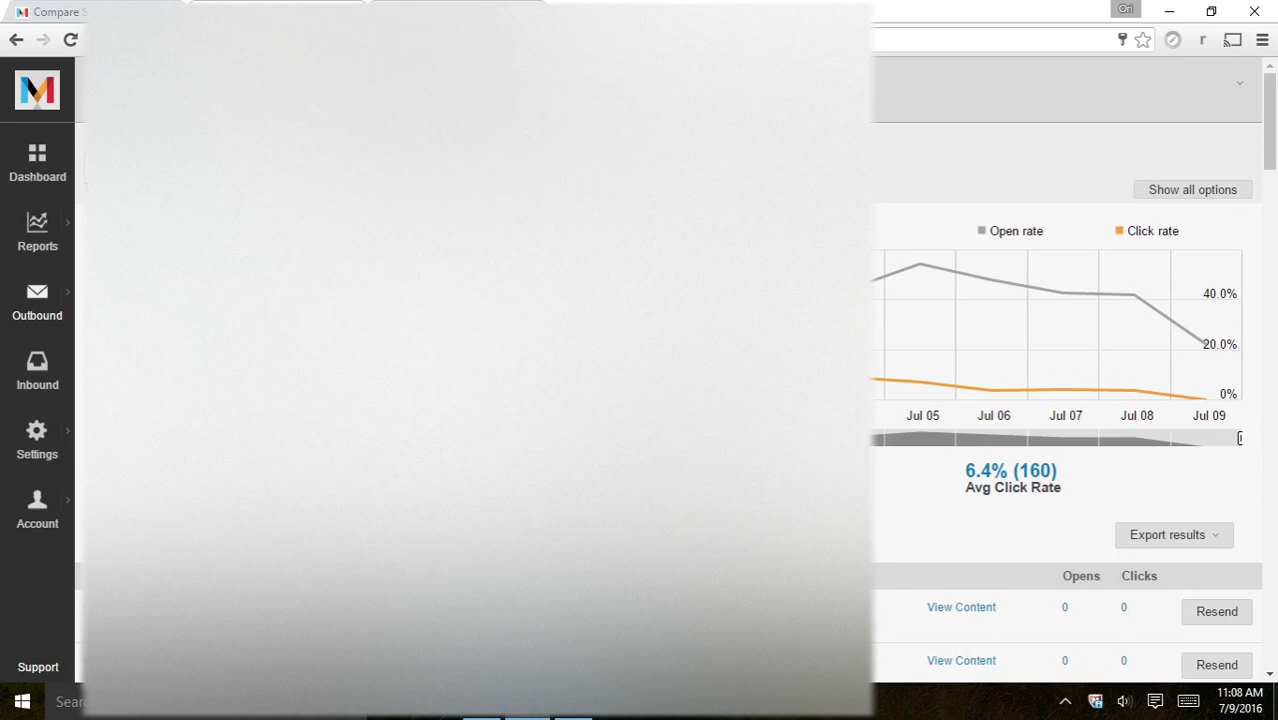 Compare S
Ori
r
Dashboard
Show all options
Reports
Open rate
Click rate
40.0%
Outbound
20.0%
Inbound
0%
Jul 05 Jul 06 Jul 07 Jul 08 Jul 09
Settings
6.4% (160)
Avg Click Rate
Account
Export results
Opens Clicks
View Content 0 0 Resend
View Content 0 0 Resend
Support
Sear
11:08 AM
7/9/2016